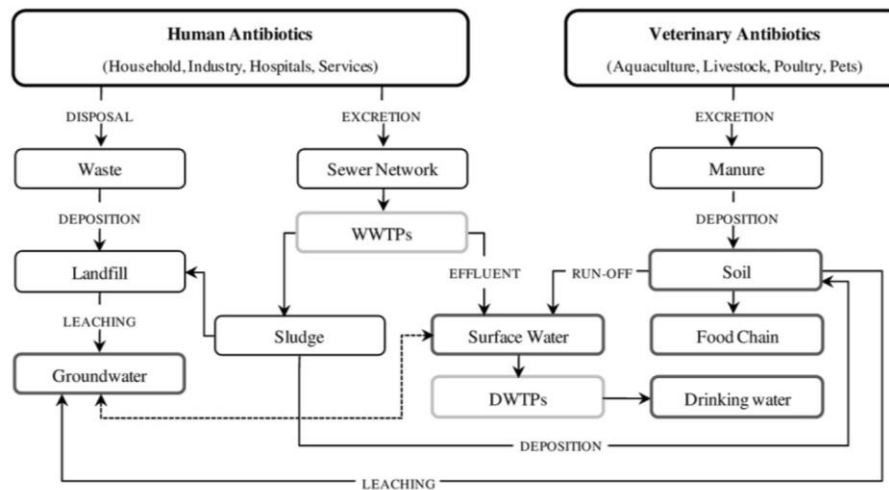 Human Antibiotics
(Household, Industry, Hospitals, Services)
Veterinary Antibiotics
(Aquaculture, Livestock, Poultry, Pets)
DISPOSAL
EXCRETION
EXCRETION
Waste
Sewer Network
Manure
DEPOSITION
WWTPs
DEPOSITION
Landfill
EFFLUENT
RUN-OFF
Soil
LEACHING
Sludge
Surface Water
Food Chain
Groundwater
DWTPs
Drinking water
DEPOSITION
LEACHING